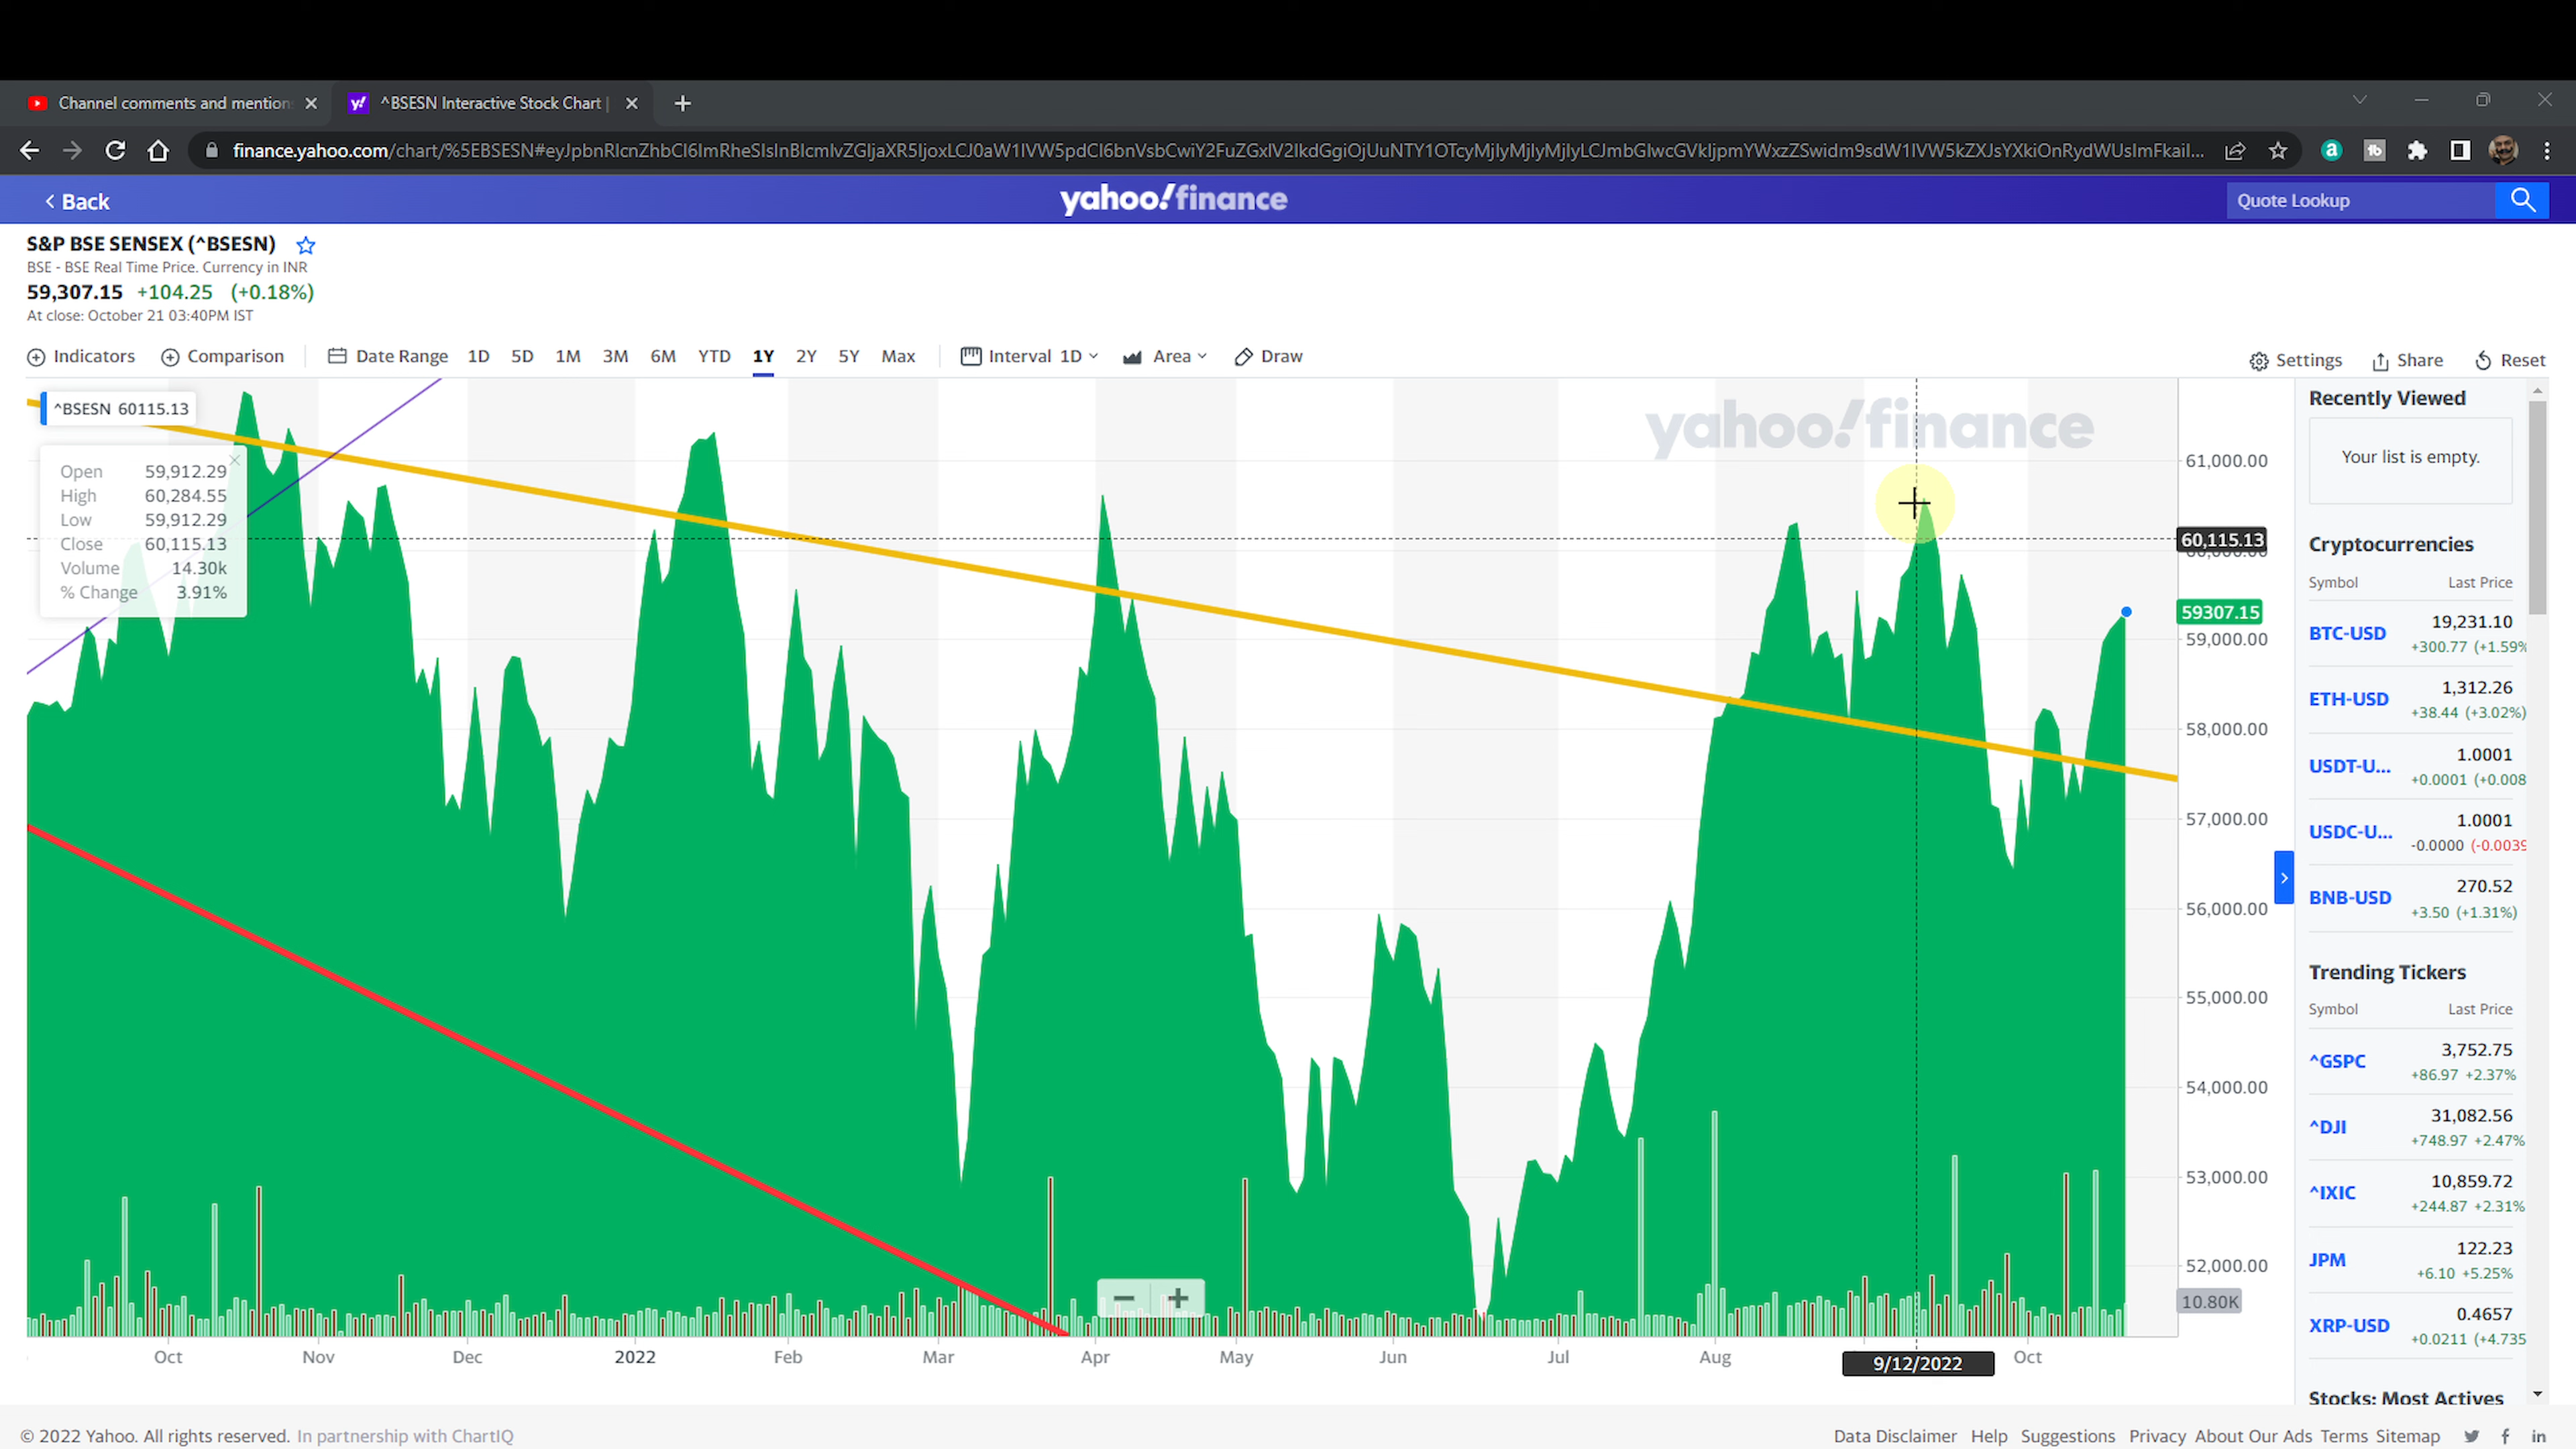 Channel comments and mention
^BSESN Interactive Stock Chart |
finance.yahoo.com/chart/%5EBSESN#
Back
yahoo!finance
Quote Lookup
S&P BSE SENSEX (^BSESN)
BSE - BSE Real Time Price. Currency in INR
59,307.15 +104.25 (+0.18%)
At close: October 21 03:40PM IST
Indicators Comparison Date Range 1D 5D 1M 3M 6M YTD 1Y 2Y 5Y Max Interval 1D Area Draw
Settings Share Reset
^BSESN 60115.13
Open 59,912.29
High 60,284.55
Low 59,912.29
Close 60,115.13
Volume 14.30k
% Change 3.91%
yahoo!finance
61,000.00
60,115.13
60,000.00
59307.15
59,000.00
58,000.00
57,000.00
56,000.00
55,000.00
54,000.00
53,000.00
52,000.00
10.80K
Oct Nov Dec 2022 Feb Mar Apr May Jun Jul Aug 9/12/2022 Oct
Recently Viewed
Your list is empty.
Cryptocurrencies
Symbol Last Price
BTC-USD 19,231.10
+300.77 (+1.59%
ETH-USD 1,312.26
+38.44 (+3.02%)
USDT-U... 1.0001
+0.0001 (+0.008
USDC-U... 1.0001
-0.0000 (-0.0039
BNB-USD 270.52
+3.50 (+1.31%)
Trending Tickers
Symbol Last Price
^GSPC 3,752.75
+86.97 +2.37%
^DJI 31,082.56
+748.97 +2.47%
^IXIC 10,859.72
+244.87 +2.31%
JPM 122.23
+6.10 +5.25%
XRP-USD 0.4657
+0.0211 (+4.735
Stocks: Most Actives
© 2022 Yahoo. All rights reserved. In partnership with ChartIQ
Data Disclaimer Help Suggestions Privacy About Our Ads Terms Sitemap